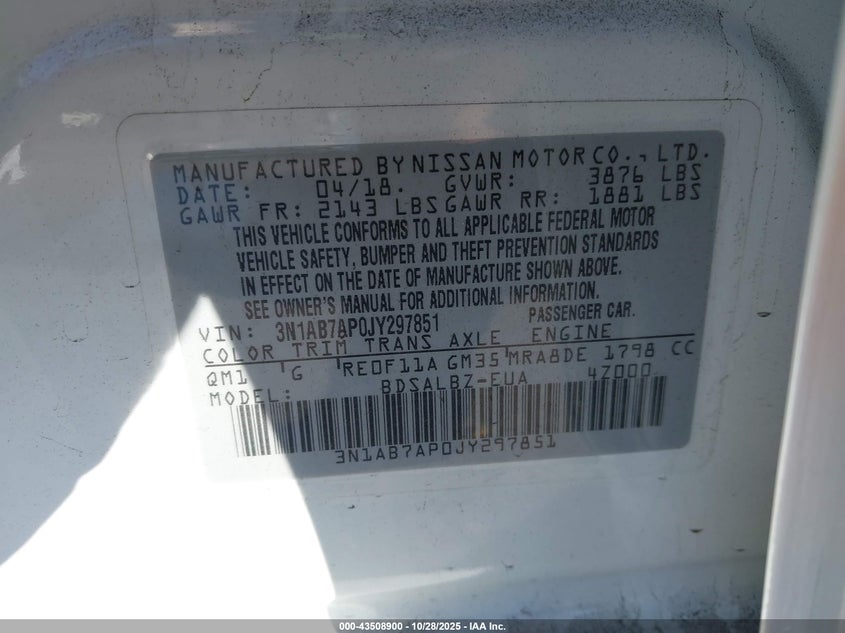 MANUFACTURED BY NISSAN MOTOR CO., LTD.
DATE: 04/18. GVWR: 3876 LBS
GAWR FR: 2143 LBS GAWR RR: 1881 LBS
THIS VEHICLE CONFORMS TO ALL APPLICABLE FEDERAL MOTOR
VEHICLE SAFETY, BUMPER AND THEFT PREVENTION STANDARDS
IN EFFECT ON THE DATE OF MANUFACTURE SHOWN ABOVE.
SEE OWNER'S MANUAL FOR ADDITIONAL INFORMATION.
VIN: 3N1AB7AP0JY297851 PASSENGER CAR.
COLOR TRIM TRANS AXLE ENGINE
QM1 G RE0F11A GM35 MRA8DE 1798 CC
MODEL: BDSALBZ-EUA 4Z000
3N1AB7AP0JY297851
000-43508900 - 10/28/2025 - IAA Inc.